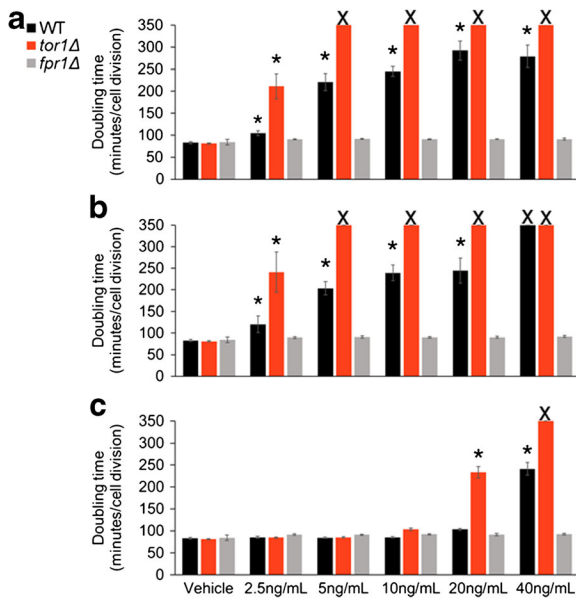 a
WT
tor1Δ
fpr1Δ
Doubling time
(minutes/cell division)
350
300
250
200
150
100
50
0
* * * X * X * X * X
b
Doubling time
(minutes/cell division)
350
300
250
200
150
100
50
0
* * * X * X * X X X
c
Doubling time
(minutes/cell division)
350
300
250
200
150
100
50
0
* * X
Vehicle 2.5ng/mL 5ng/mL 10ng/mL 20ng/mL 40ng/mL